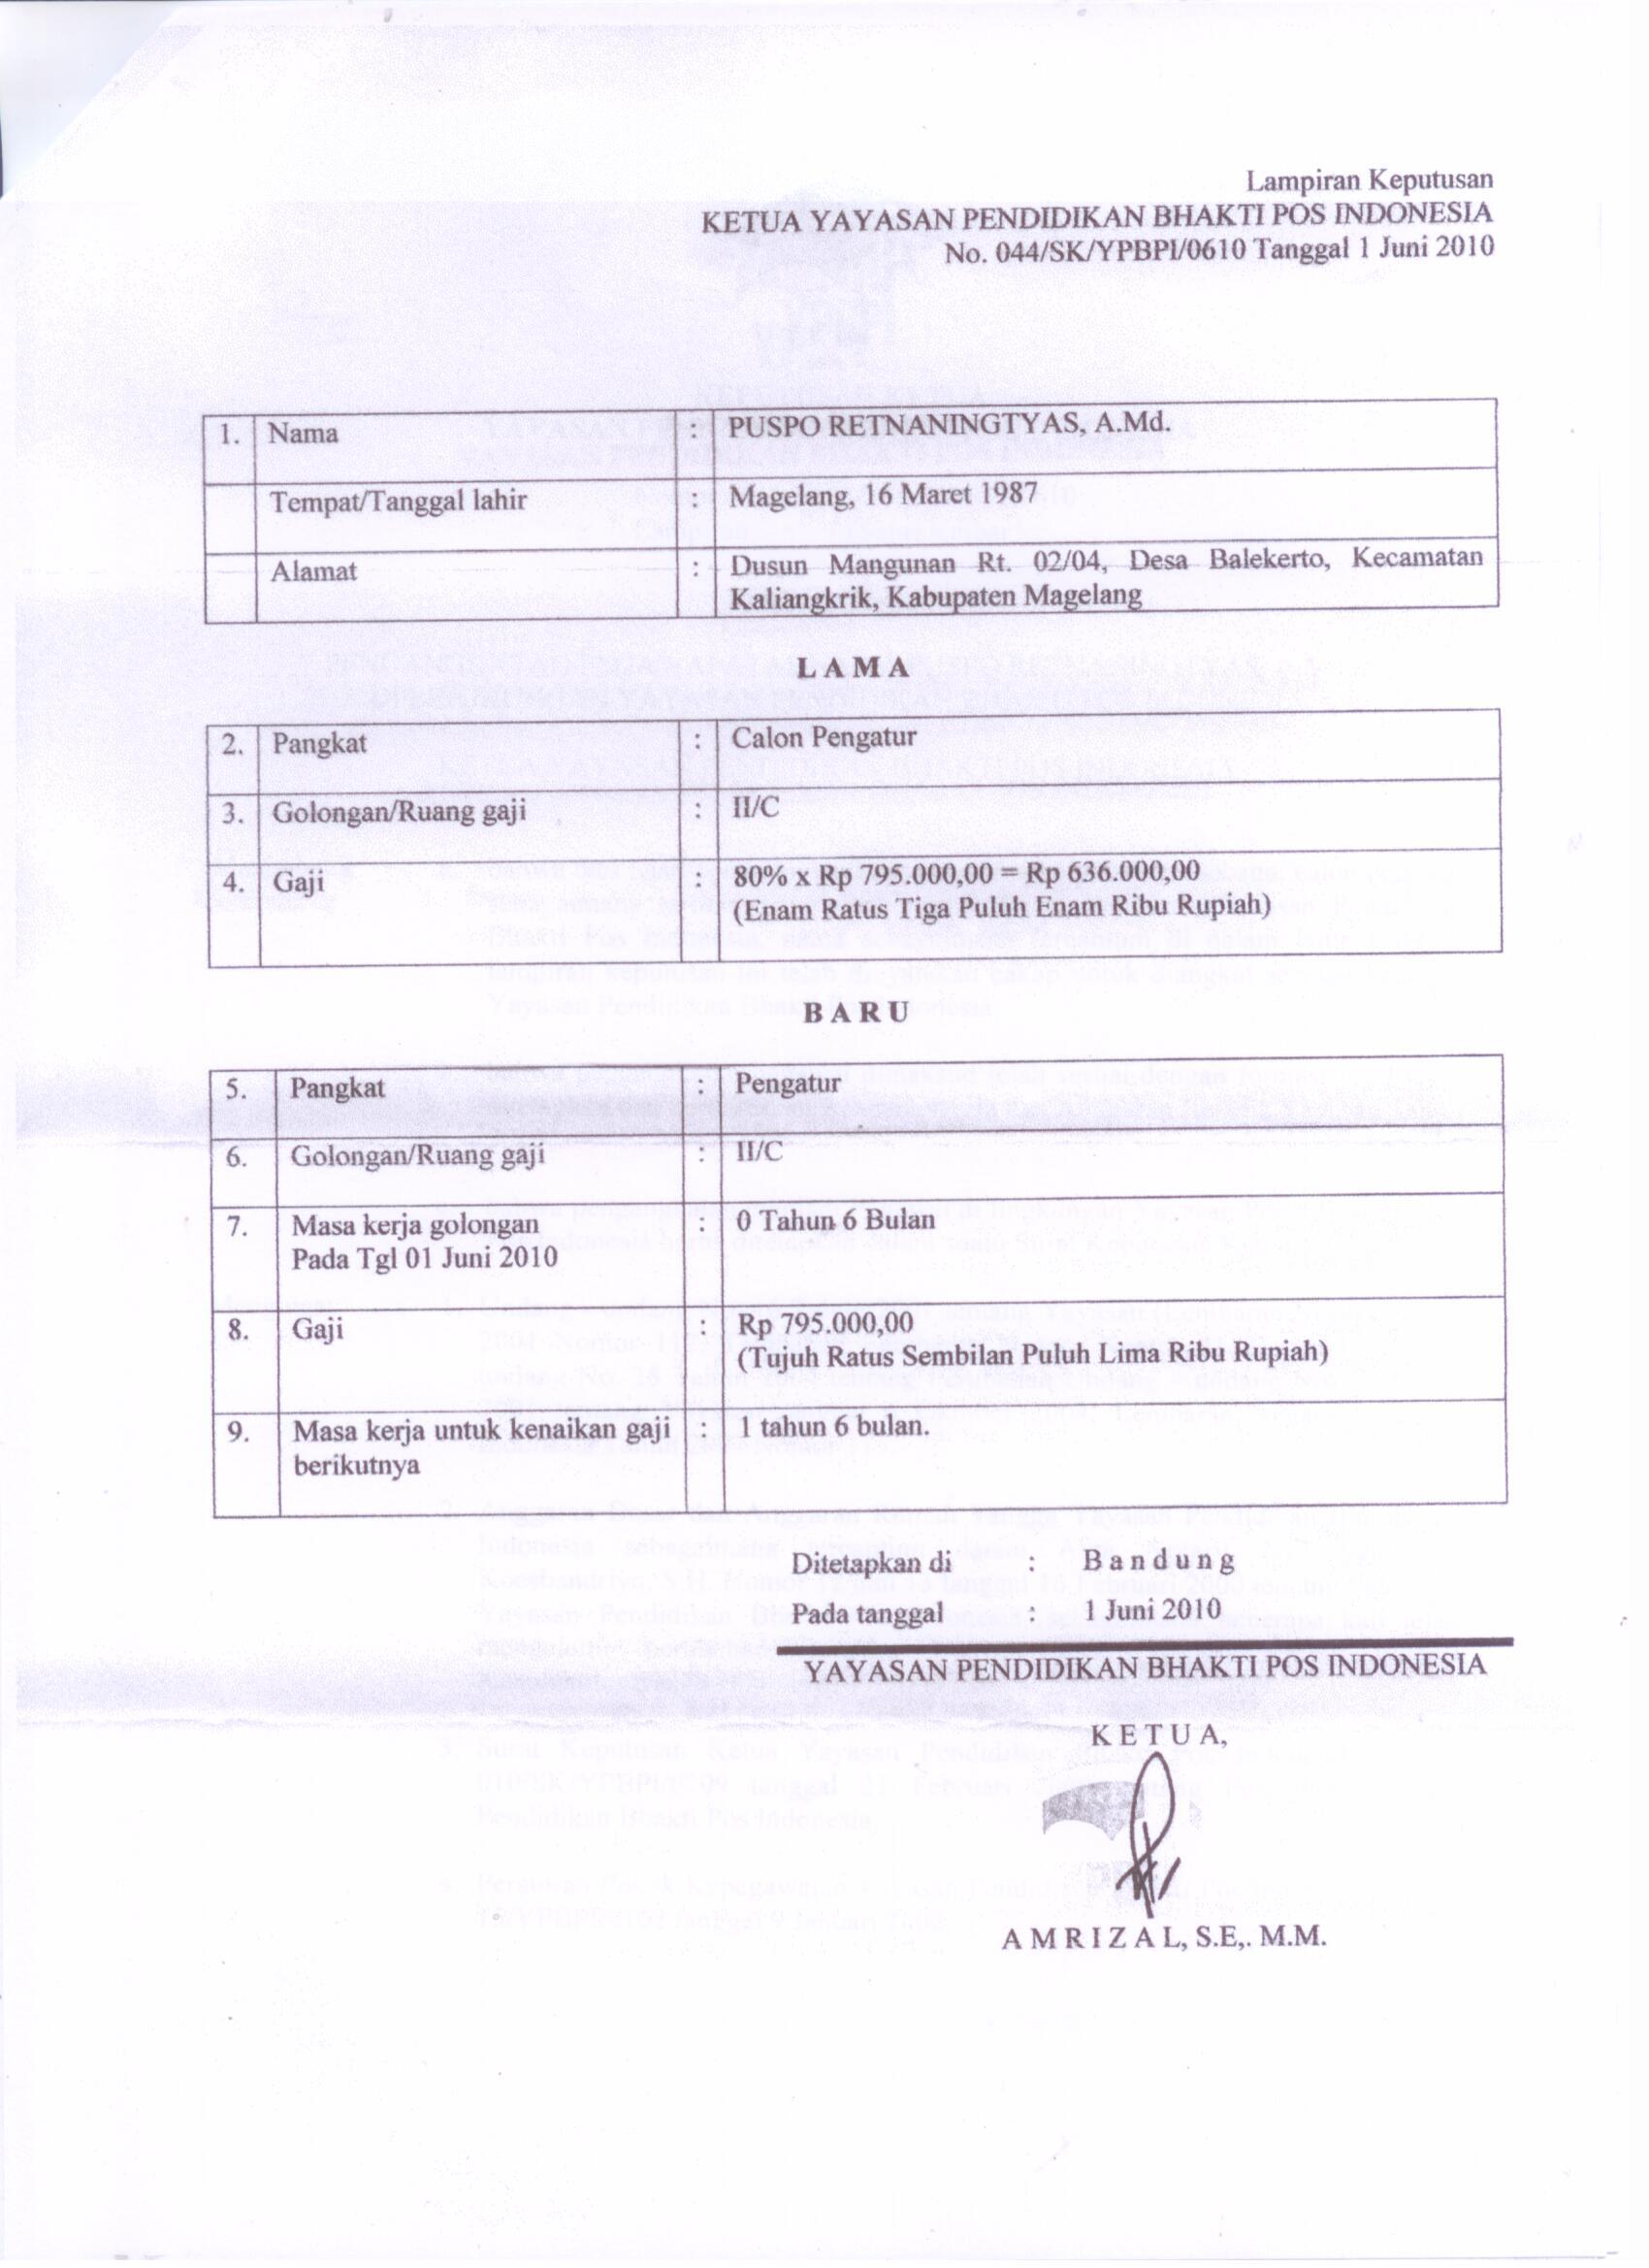 Lampiran Keputusan
KETUA YAYASAN PENDIDIKAN BHAKTI POS INDONESIA
No. 044/SK/YPBPI/0610 Tanggal 1 Juni 2010
1. Nama : PUSPO RETNANINGTYAS, A.Md.
Tempat/Tanggal lahir : Magelang, 16 Maret 1987
Alamat : Dusun Mangunan Rt. 02/04, Desa Balekerto, Kecamatan
Kaliangkrik, Kabupaten Magelang
L A M A
2. Pangkat : Calon Pengatur
3. Golongan/Ruang gaji : II/C
4. Gaji : 80% x Rp 795.000,00 = Rp 636.000,00
(Enam Ratus Tiga Puluh Enam Ribu Rupiah)
B A R U
5. Pangkat : Pengatur
6. Golongan/Ruang gaji : II/C
7. Masa kerja golongan : 0 Tahun 6 Bulan
Pada Tgl 01 Juni 2010
8. Gaji : Rp 795.000,00
(Tujuh Ratus Sembilan Puluh Lima Ribu Rupiah)
9. Masa kerja untuk kenaikan gaji : 1 tahun 6 bulan.
berikutnya
Ditetapkan di : B a n d u n g
Pada tanggal : 1 Juni 2010
YAYASAN PENDIDIKAN BHAKTI POS INDONESIA
K E T U A,
A M R I Z A L, S.E,. M.M.